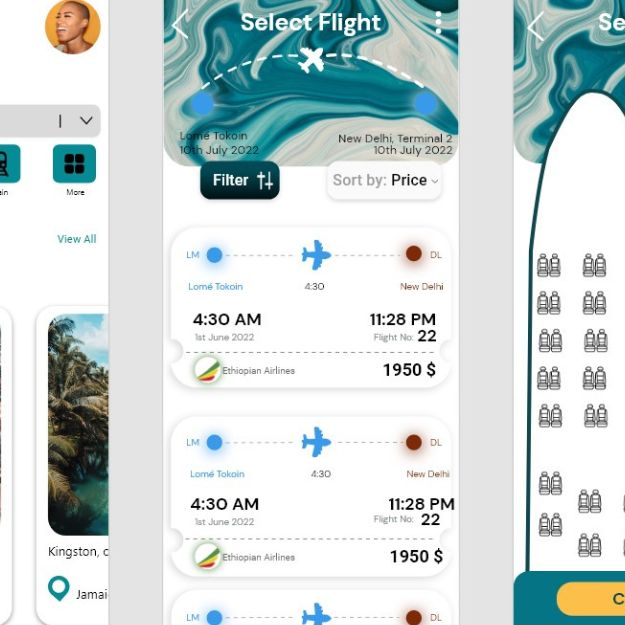 ain
More
View All
Kingston, c
Jamai
Select Flight
Lomé Tokoin
10th July 2022
New Delhi, Terminal 2
10th July 2022
Filter
Sort by: Price
LM
DL
Lomé Tokoin
4:30
New Delhi
4:30 AM
11:28 PM
1st June 2022
Flight No: 22
Ethiopian Airlines
1950 $
LM
DL
Lomé Tokoin
4:30
New Delhi
4:30 AM
11:28 PM
1st June 2022
Flight No: 22
Ethiopian Airlines
1950 $
LM
DL
Se
C